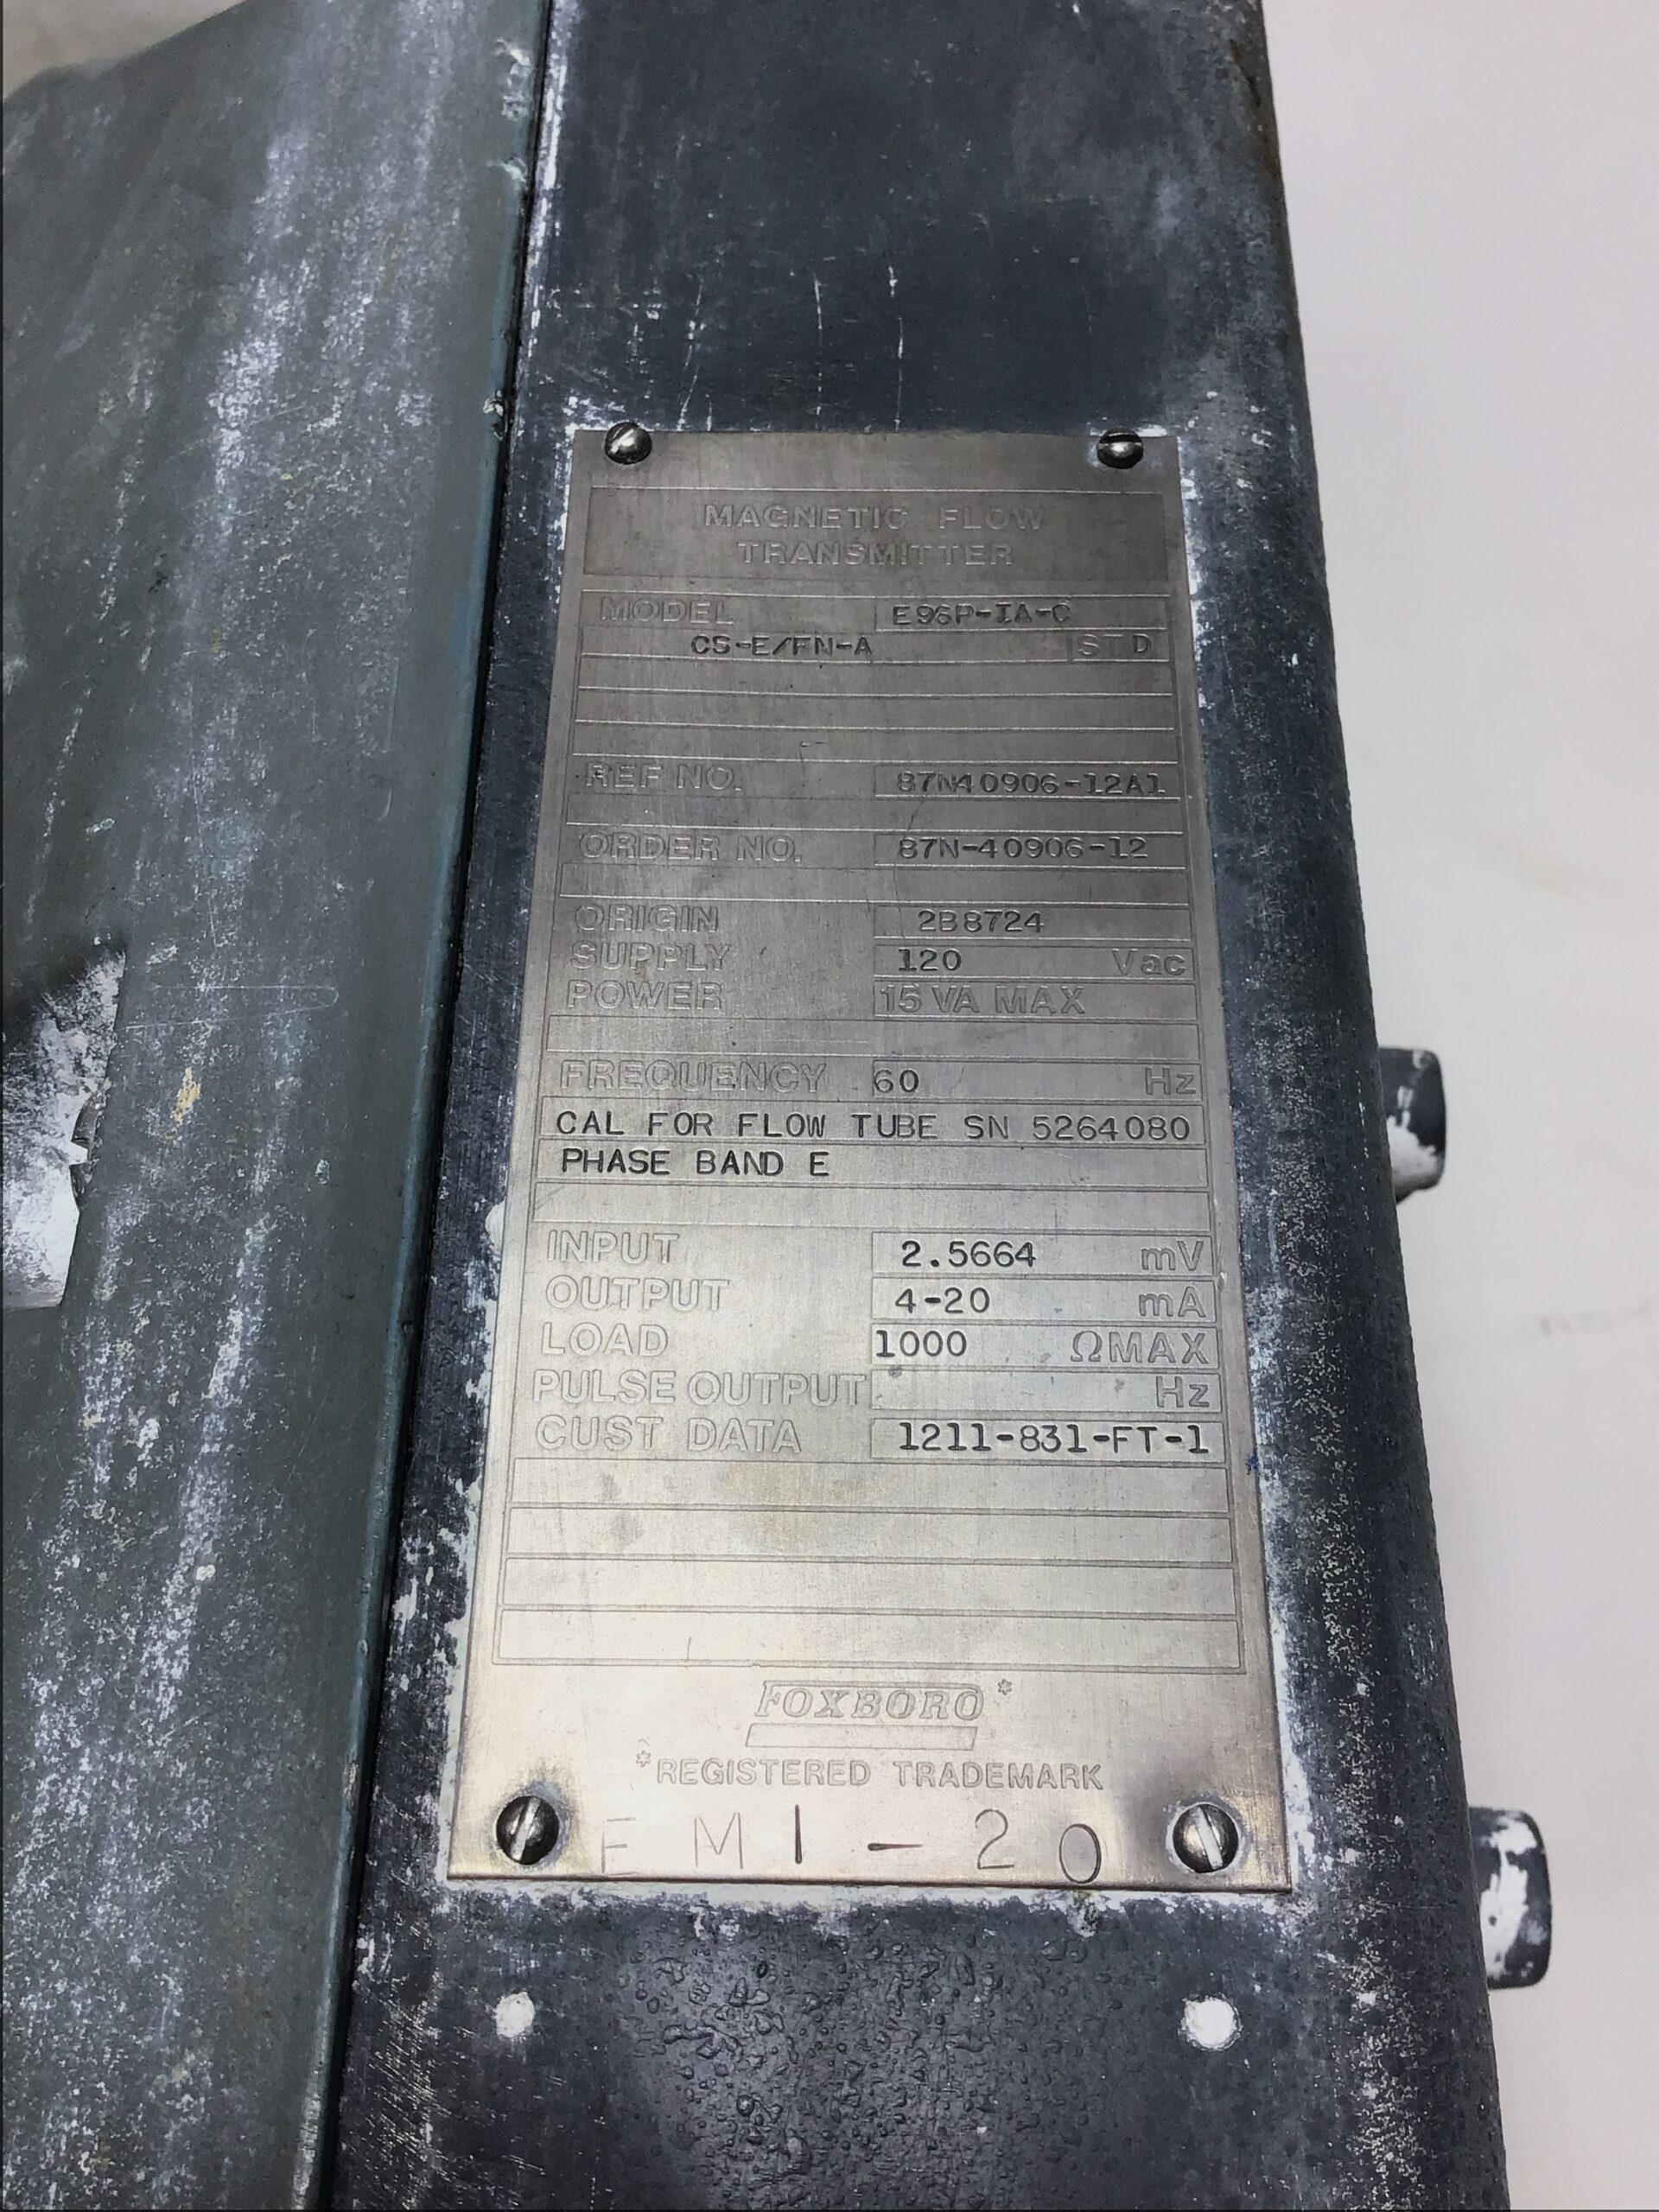 MAGNETIC FLOW
TRANSMITTER
MODEL E96P-IA-C
CS-E/FN-A STD
REF NO. 87N40906-12A1
ORDER NO. 87N-40906-12
ORIGIN 2B8724
SUPPLY 120 Vac
POWER 15 VA MAX
FREQUENCY 60 Hz
CAL FOR FLOW TUBE SN 5264080
PHASE BAND E
INPUT 2.5664 mV
OUTPUT 4-20 mA
LOAD 1000 ΩMAX
PULSE OUTPUT Hz
CUST DATA 1211-831-FT-1
FOXBORO*
*REGISTERED TRADEMARK
FM1-20